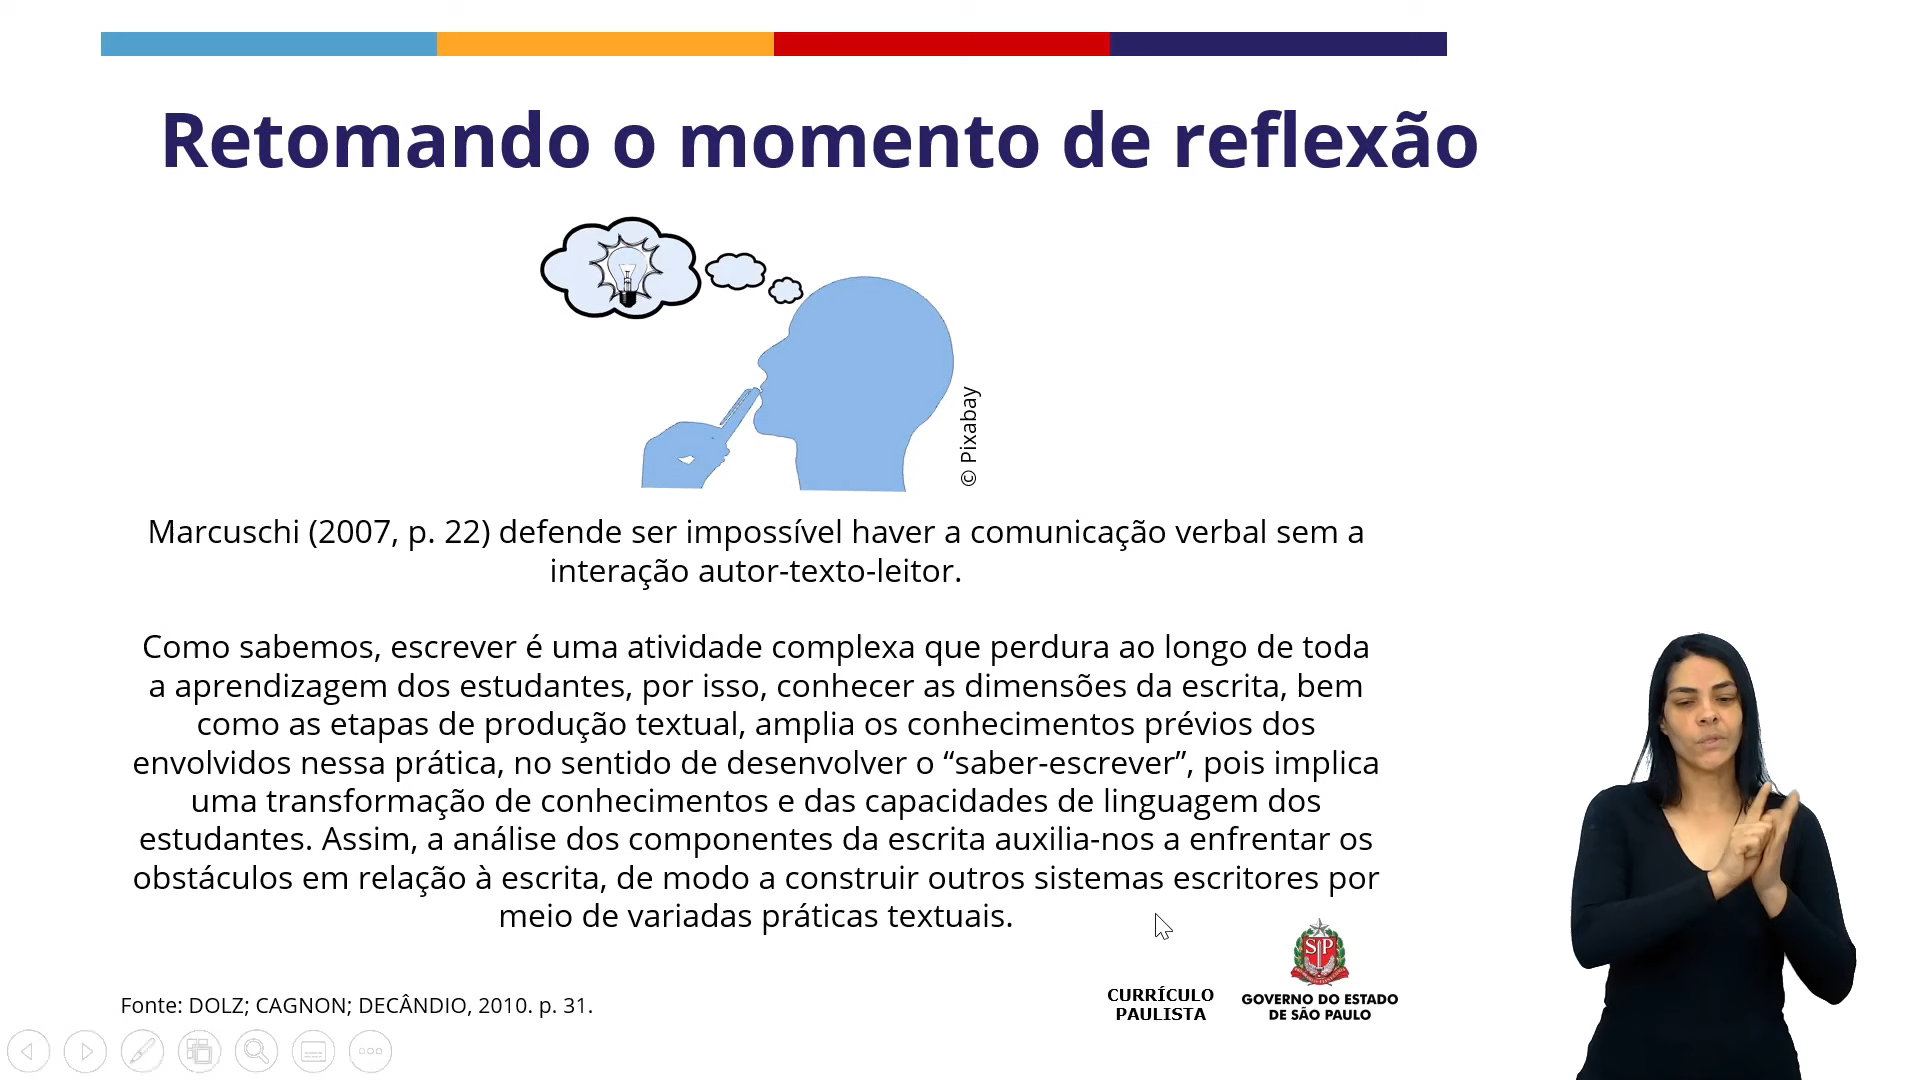 Retomando o momento de reflexão
© Pixabay
Marcuschi (2007, p. 22) defende ser impossível haver a comunicação verbal sem a
interação autor-texto-leitor.
Como sabemos, escrever é uma atividade complexa que perdura ao longo de toda
a aprendizagem dos estudantes, por isso, conhecer as dimensões da escrita, bem
como as etapas de produção textual, amplia os conhecimentos prévios dos
envolvidos nessa prática, no sentido de desenvolver o “saber-escrever”, pois implica
uma transformação de conhecimentos e das capacidades de linguagem dos
estudantes. Assim, a análise dos componentes da escrita auxilia-nos a enfrentar os
obstáculos em relação à escrita, de modo a construir outros sistemas escritores por
meio de variadas práticas textuais.
Fonte: DOLZ; CAGNON; DECÂNDIO, 2010. p. 31.
CURRÍCULO
PAULISTA
SP
GOVERNO DO ESTADO
DE SÃO PAULO